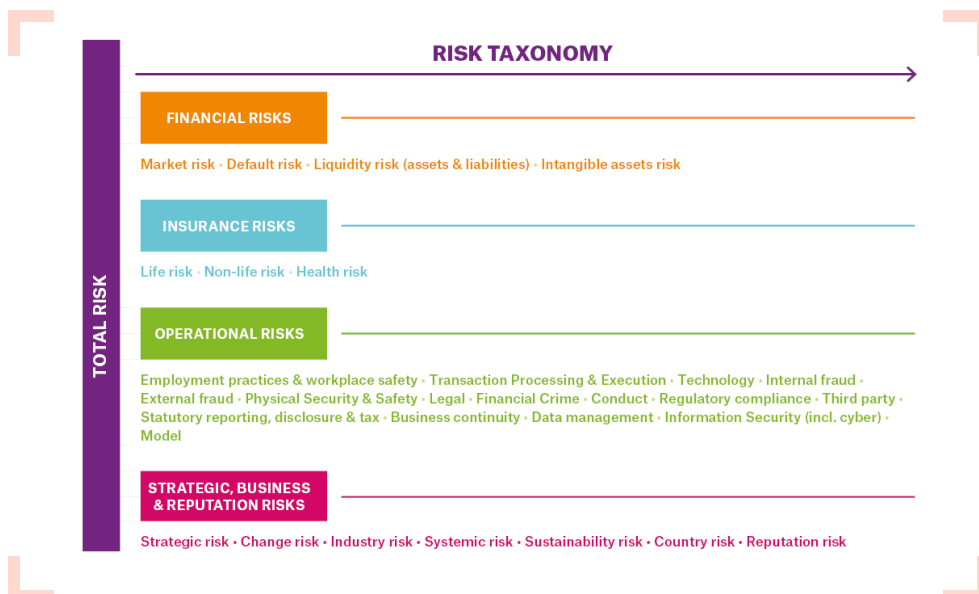 RISK TAXONOMY
TOTAL RISK
FINANCIAL RISKS
Market risk • Default risk • Liquidity risk (assets & liabilities) • Intangible assets risk
INSURANCE RISKS
Life risk • Non-life risk • Health risk
OPERATIONAL RISKS
Employment practices & workplace safety • Transaction Processing & Execution • Technology • Internal fraud •
External fraud • Physical Security & Safety • Legal • Financial Crime • Conduct • Regulatory compliance • Third party •
Statutory reporting, disclosure & tax • Business continuity • Data management • Information Security (incl. cyber) •
Model
STRATEGIC, BUSINESS
& REPUTATION RISKS
Strategic risk • Change risk • Industry risk • Systemic risk • Sustainability risk • Country risk • Reputation risk